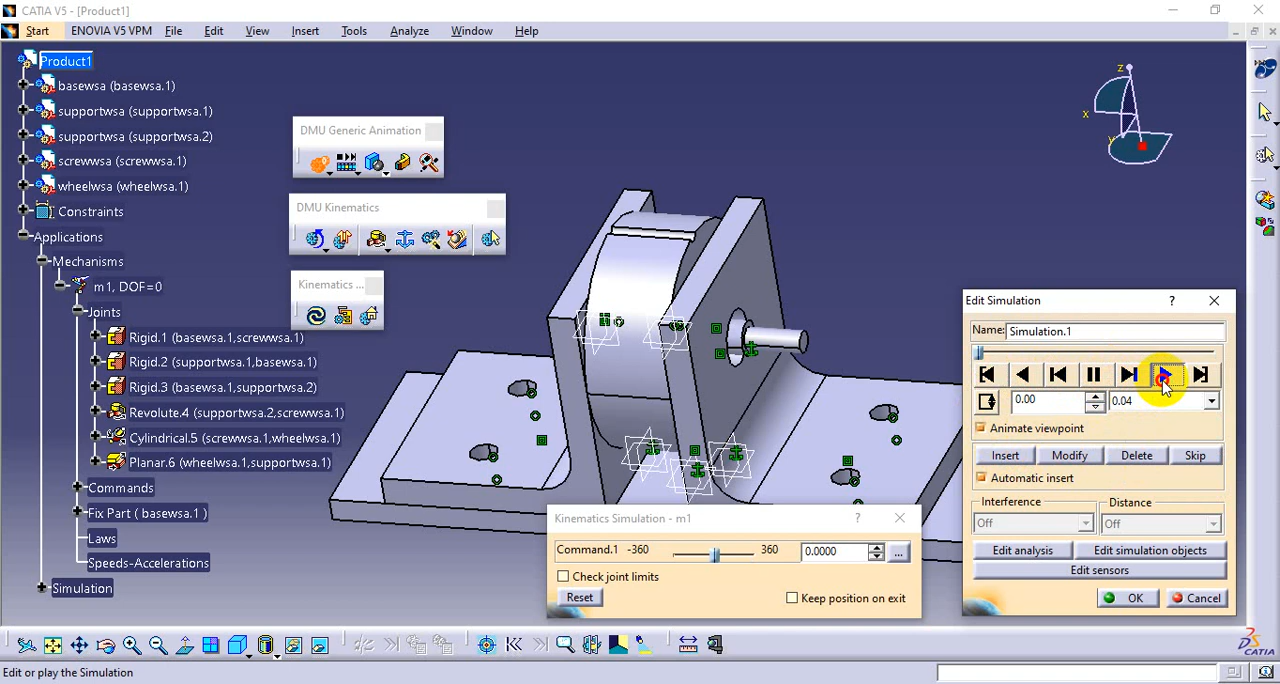 CATIA V5 - [Product1]
Start ENOVIA V5 VPM File Edit View Insert Tools Analyze Window Help
Product1
basewsa (basewsa.1)
supportwsa (supportwsa.1)
supportwsa (supportwsa.2)
screwwsa (screwwsa.1)
wheelwsa (wheelwsa.1)
Constraints
Applications
Mechanisms
m1, DOF=0
Joints
Rigid.1 (basewsa.1,screwwsa.1)
Rigid.2 (supportwsa.1,basewsa.1)
Rigid.3 (basewsa.1,supportwsa.2)
Revolute.4 (supportwsa.2,screwwsa.1)
Cylindrical.5 (screwwsa.1,wheelwsa.1)
Planar.6 (wheelwsa.1,supportwsa.1)
Commands
Fix Part ( basewsa.1 )
Laws
Speeds-Accelerations
Simulation
DMU Generic Animation
DMU Kinematics
Kinematics ...
z
x
y
Edit Simulation ?
Name: Simulation.1
0.00 0.04
Animate viewpoint
Insert Modify Delete Skip
Automatic insert
Interference Distance
Off Off
Edit analysis Edit simulation objects
Edit sensors
OK Cancel
Kinematics Simulation - m1 ?
Command.1 -360 360 0.0000 ...
Check joint limits
Reset Keep position on exit
CATIA
Edit or play the Simulation